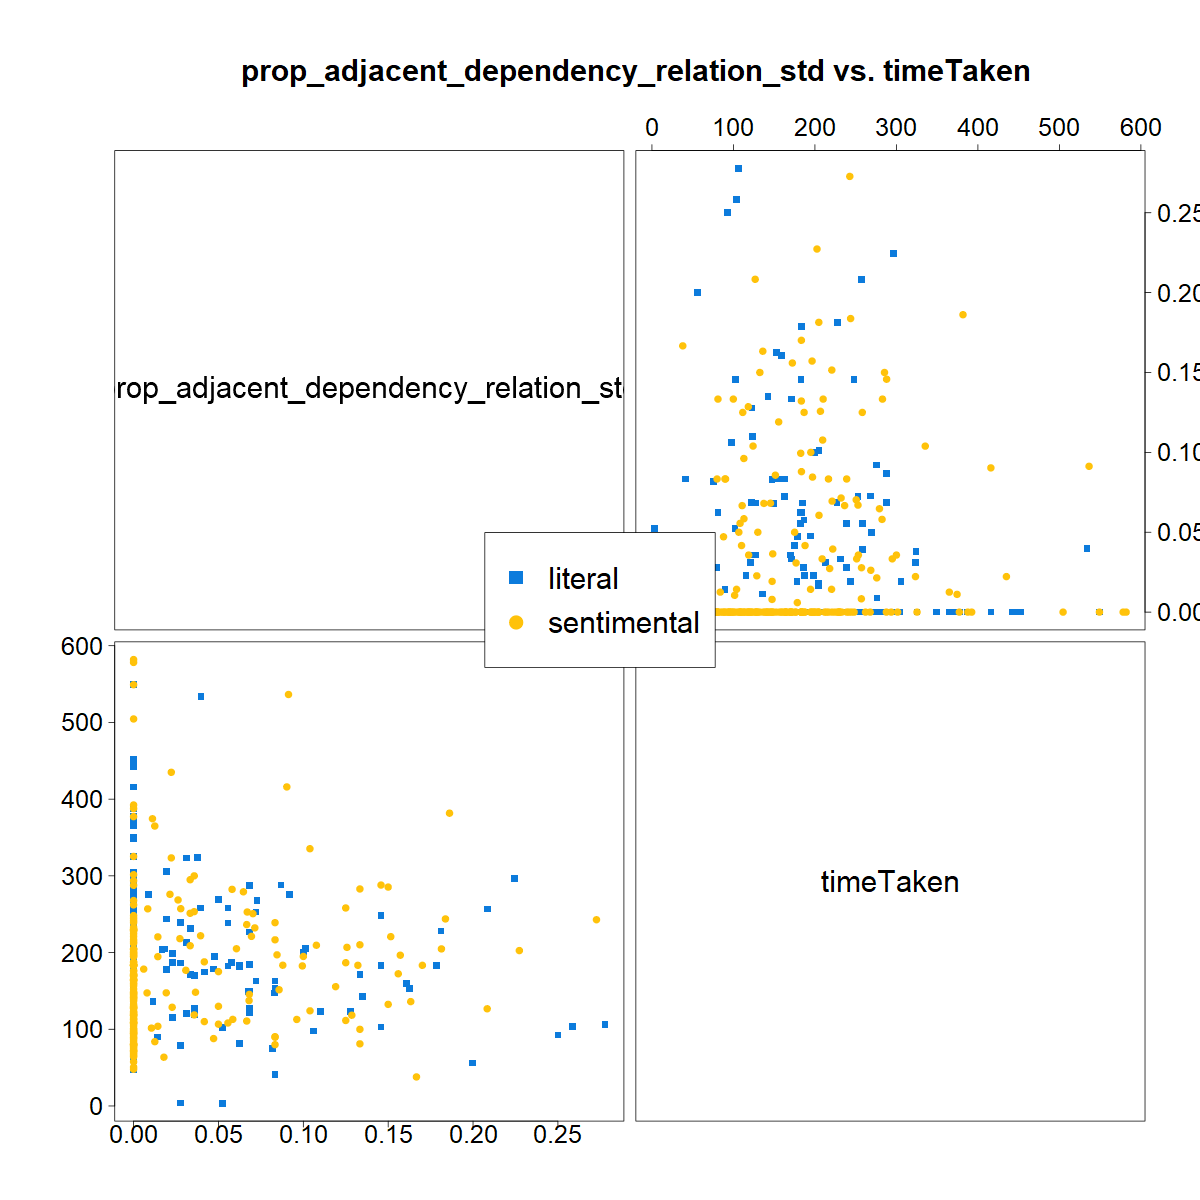 prop_adjacent_dependency_relation_std vs. timeTaken
0 100 200 300 400 500 600
rop_adjacent_dependency_relation_st
0.25
0.20
0.15
0.10
0.05
0.00
literal
sentimental
600
500
400
300
200
100
0
timeTaken
0.00 0.05 0.10 0.15 0.20 0.25